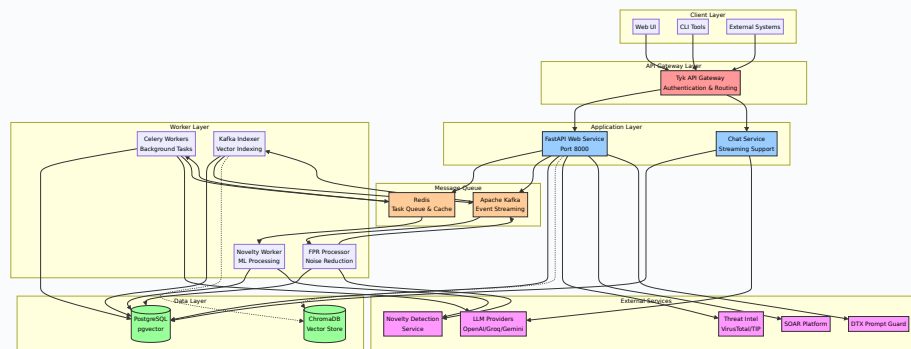 Client Layer
Web UI
CLI Tools
External Systems
API Gateway Layer
Tyk API Gateway
Authentication & Routing
Worker Layer
Celery Workers
Background Tasks
Kafka Indexer
Vector Indexing
Application Layer
FastAPI Web Service
Port 8000
Chat Service
Streaming Support
Message Queue
Redis
Task Queue & Cache
Apache Kafka
Event Streaming
Novelty Worker
ML Processing
FPR Processor
Noise Reduction
Data Layer
PostgreSQL
pgvector
ChromaDB
Vector Store
External Services
Novelty Detection
Service
LLM Providers
OpenAI/Groq/Gemini
Threat Intel
VirusTotal/TIP
SOAR Platform
DTX Prompt Guard